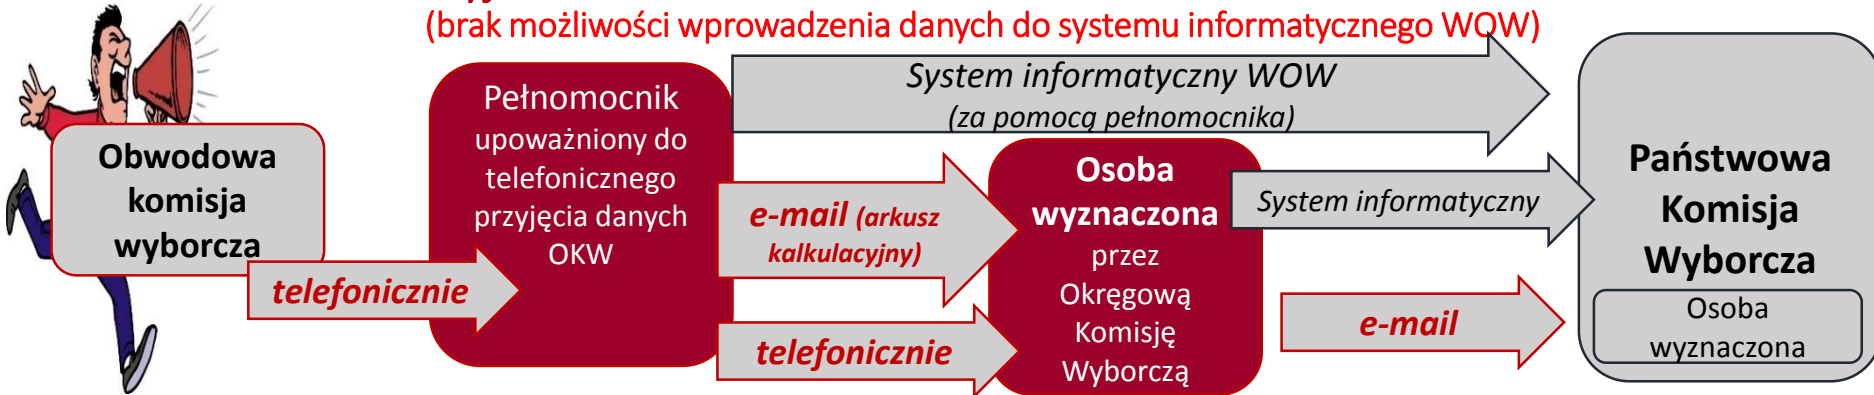 (brak możliwości wprowadzenia danych do systemu informatycznego WOW)
Obwodowa
komisja
wyborcza
telefonicznie
Pełnomocnik
upoważniony do
telefonicznego
przyjęcia danych
OKW
System informatyczny WOW
(za pomocą pełnomocnika)
e-mail (arkusz
kalkulacyjny)
telefonicznie
Osoba
wyznaczona
przez
Okręgową
Komisję
Wyborczą
System informatyczny
e-mail
Państwowa
Komisja
Wyborcza
Osoba
wyznaczona